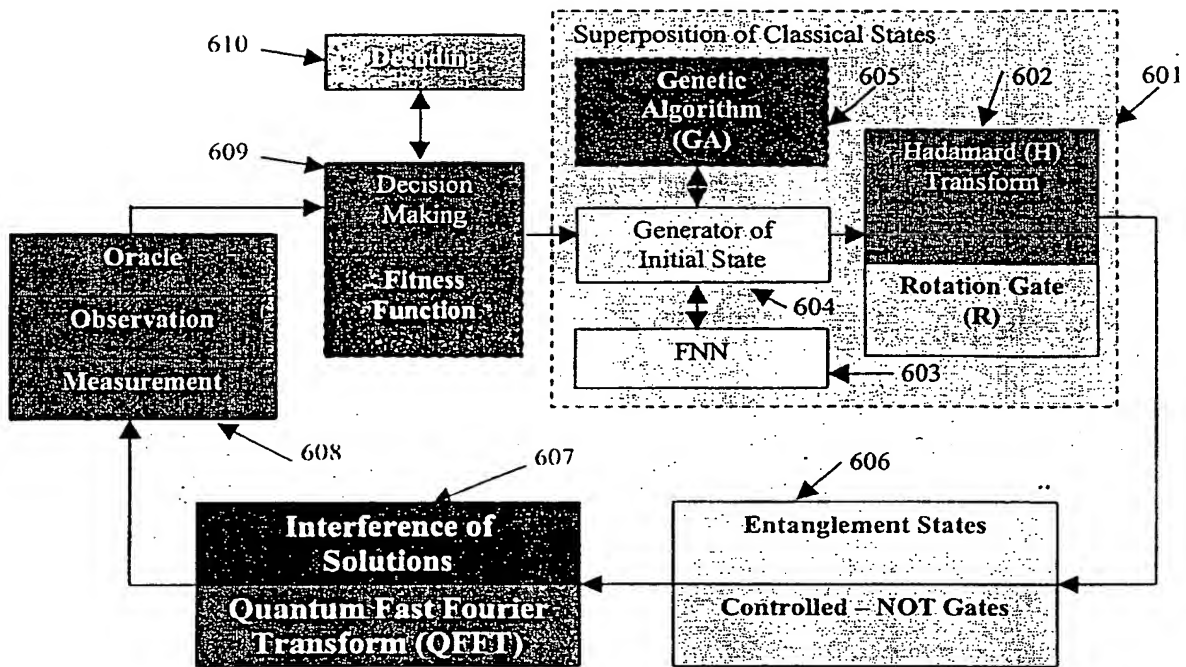 610
Decoding
609
Decision
Making
Fitness
Function
Oracle
Observation
Measurement
608
Superposition of Classical States
Genetic
Algorithm
(GA)
605
602
601
Hadamard (H)
Transform
Generator of
Initial State
604
Rotation Gate
(R)
FNN
603
607
Interference of
Solutions
Quantum Fast Fourier
Transform (QFFT)
606
Entanglement States
Controlled – NOT Gates